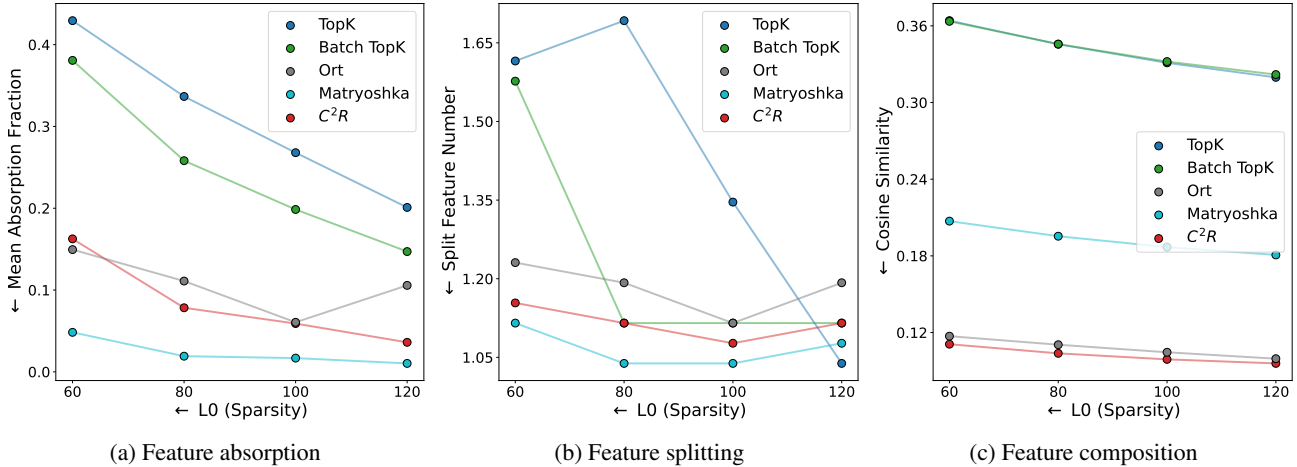 ← Mean Absorption Fraction
0.4
0.3
0.2
0.1
0.0
60 80 100 120
← L0 (Sparsity)
TopK
Batch TopK
Ort
Matryoshka
C²R
(a) Feature absorption
← Split Feature Number
1.65
1.50
1.35
1.20
1.05
60 80 100 120
← L0 (Sparsity)
TopK
Batch TopK
Ort
Matryoshka
C²R
(b) Feature splitting
← Cosine Similarity
0.36
0.30
0.24
0.18
0.12
60 80 100 120
← L0 (Sparsity)
TopK
Batch TopK
Ort
Matryoshka
C²R
(c) Feature composition